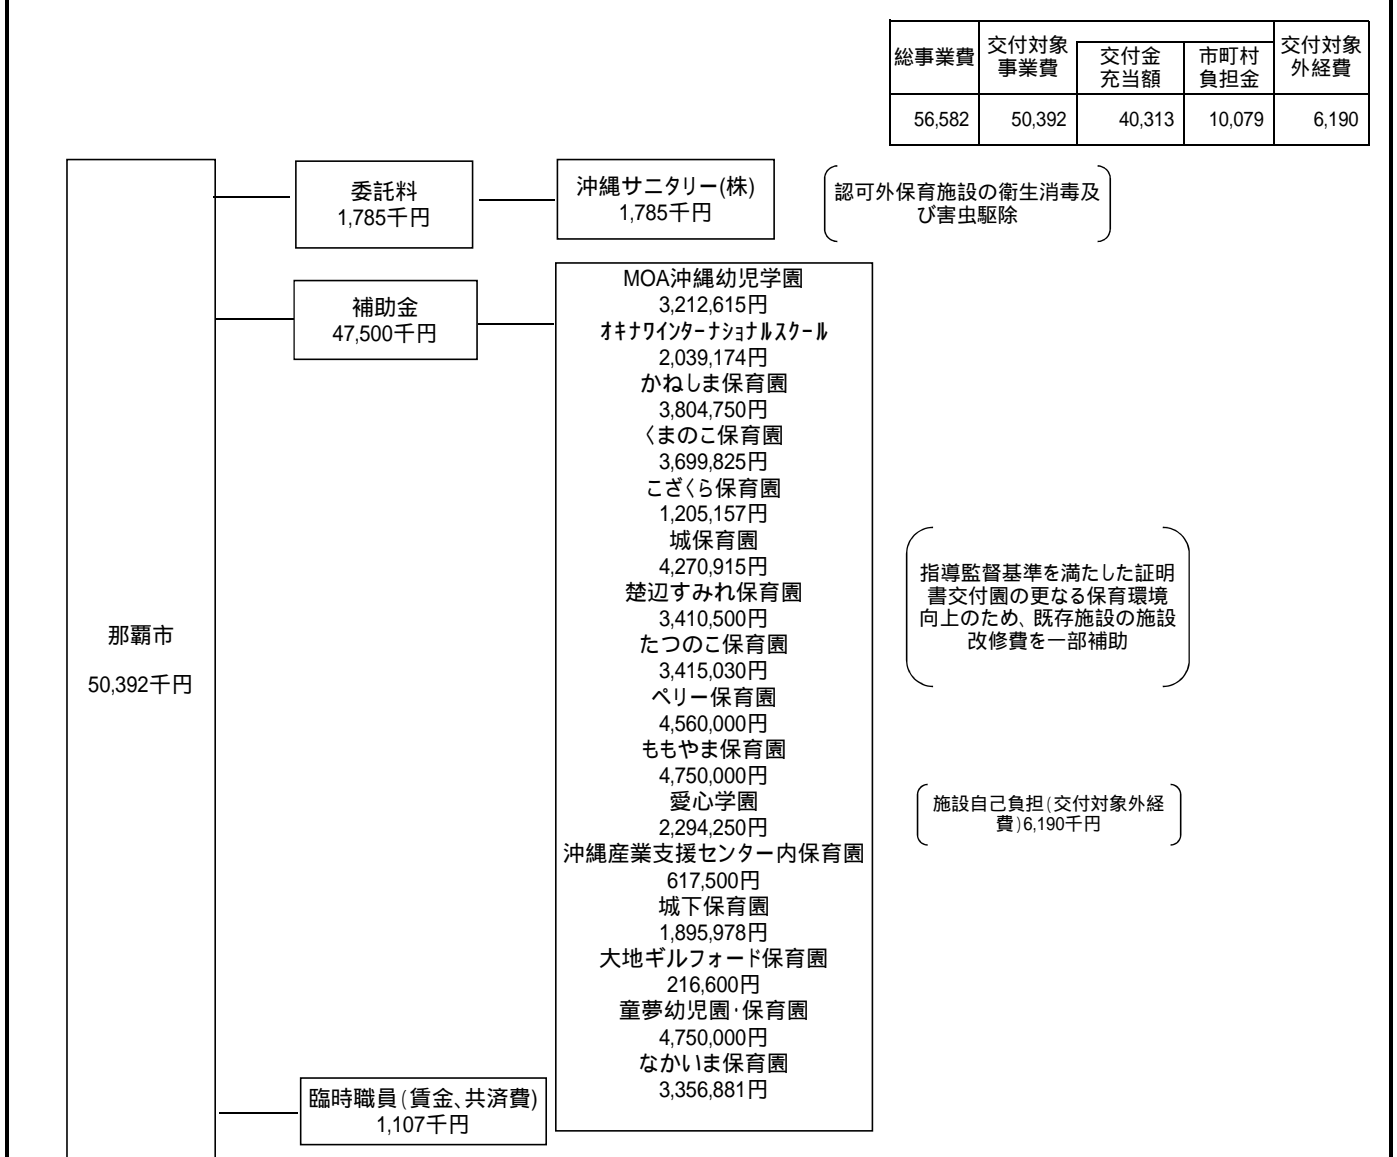 総事業費
交付対象
事業費
交付金
充当額
市町村
負担金
交付対象
外経費
56,582
50,392
40,313
10,079
6,190
那覇市
50,392千円
委託料
1,785千円
沖縄サニタリー(株)
1,785千円
認可外保育施設の衛生消毒及
び害虫駆除
補助金
47,500千円
MOA沖縄幼児学園
3,212,615円
ｵｷﾅﾜｲﾝﾀｰﾅｼｮﾅﾙｽｸｰﾙ
2,039,174円
かねしま保育園
3,804,750円
くまのこ保育園
3,699,825円
こざくら保育園
1,205,157円
城保育園
4,270,915円
楚辺すみれ保育園
3,410,500円
たつのこ保育園
3,415,030円
ペリー保育園
4,560,000円
ももやま保育園
4,750,000円
愛心学園
2,294,250円
沖縄産業支援センター内保育園
617,500円
城下保育園
1,895,978円
大地ギルフォード保育園
216,600円
童夢幼児園･保育園
4,750,000円
なかいま保育園
3,356,881円
指導監督基準を満たした証明
書交付園の更なる保育環境
向上のため、既存施設の施設
改修費を一部補助
施設自己負担(交付対象外経
費)6,190千円
臨時職員(賃金、共済費)
1,107千円